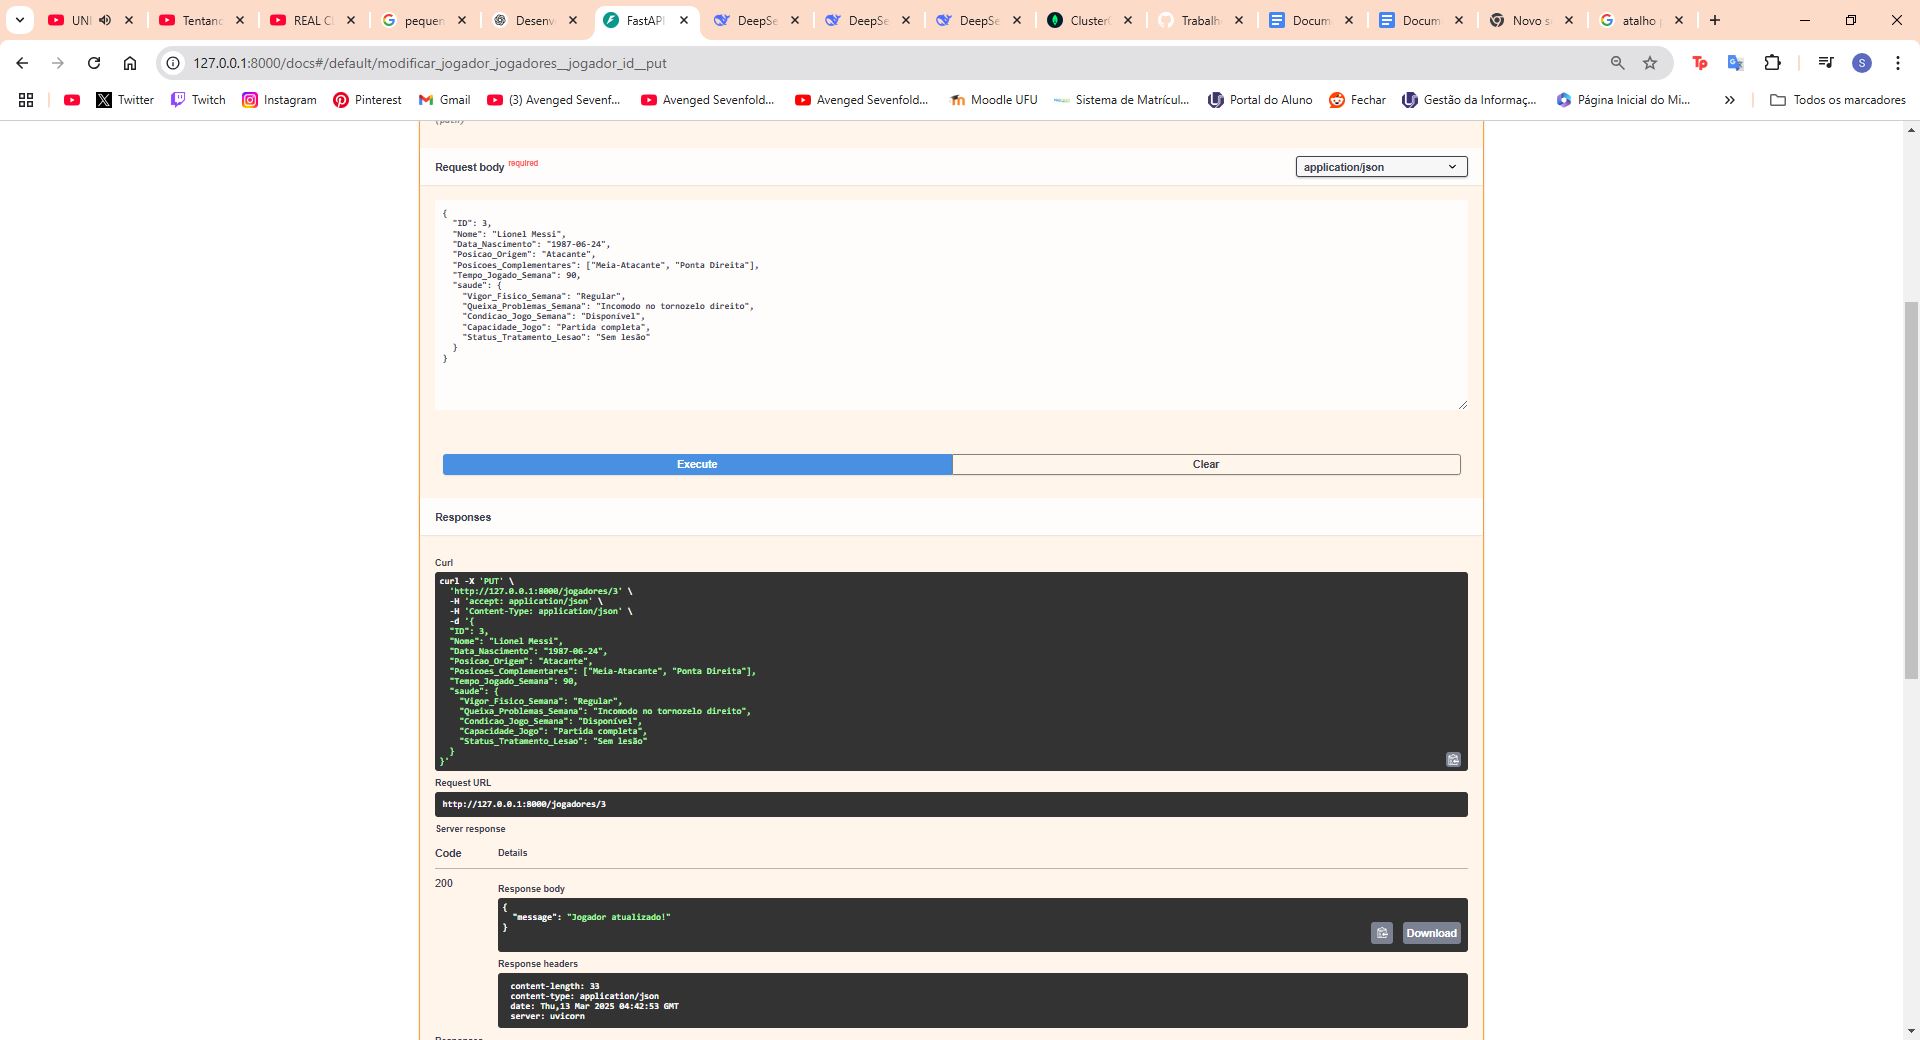 UNI
Tentanc
REAL C
pequen
Desenv
FastAPI
DeepSe
DeepSe
DeepSe
Cluster
Trabalh
Docum
Docum
Novo s
atalho
127.0.0.1:8000/docs#/default/modificar_jogador_jogadores__jogador_id__put
Tp
S
Twitter
Twitch
Instagram
Pinterest
Gmail
(3) Avenged Sevenf...
Avenged Sevenfold...
Avenged Sevenfold...
Moodle UFU
Sistema de Matrícul...
Portal do Aluno
Fechar
Gestão da Informaç...
Página Inicial do Mi...
Todos os marcadores
(path)
Request body required
application/json
{
"ID": 3,
"Nome": "Lionel Messi",
"Data_Nascimento": "1987-06-24",
"Posicao_Origem": "Atacante",
"Posicoes_Complementares": ["Meia-Atacante", "Ponta Direita"],
"Tempo_Jogado_Semana": 90,
"saude": {
"Vigor_Fisico_Semana": "Regular",
"Queixa_Problemas_Semana": "Incomodo no tornozelo direito",
"Condicao_Jogo_Semana": "Disponível",
"Capacidade_Jogo": "Partida completa",
"Status_Tratamento_Lesao": "Sem lesão"
}
}
Execute
Clear
Responses
Curl
curl -X 'PUT' \
'http://127.0.0.1:8000/jogadores/3' \
-H 'accept: application/json' \
-H 'Content-Type: application/json' \
-d '{
"ID": 3,
"Nome": "Lionel Messi",
"Data_Nascimento": "1987-06-24",
"Posicao_Origem": "Atacante",
"Posicoes_Complementares": ["Meia-Atacante", "Ponta Direita"],
"Tempo_Jogado_Semana": 90,
"saude": {
"Vigor_Fisico_Semana": "Regular",
"Queixa_Problemas_Semana": "Incomodo no tornozelo direito",
"Condicao_Jogo_Semana": "Disponível",
"Capacidade_Jogo": "Partida completa",
"Status_Tratamento_Lesao": "Sem lesão"
}
}'
Request URL
http://127.0.0.1:8000/jogadores/3
Server response
Code
Details
200
Response body
{
"message": "Jogador atualizado!"
}
Download
Response headers
content-length: 33
content-type: application/json
date: Thu,13 Mar 2025 04:42:53 GMT
server: uvicorn
Responses